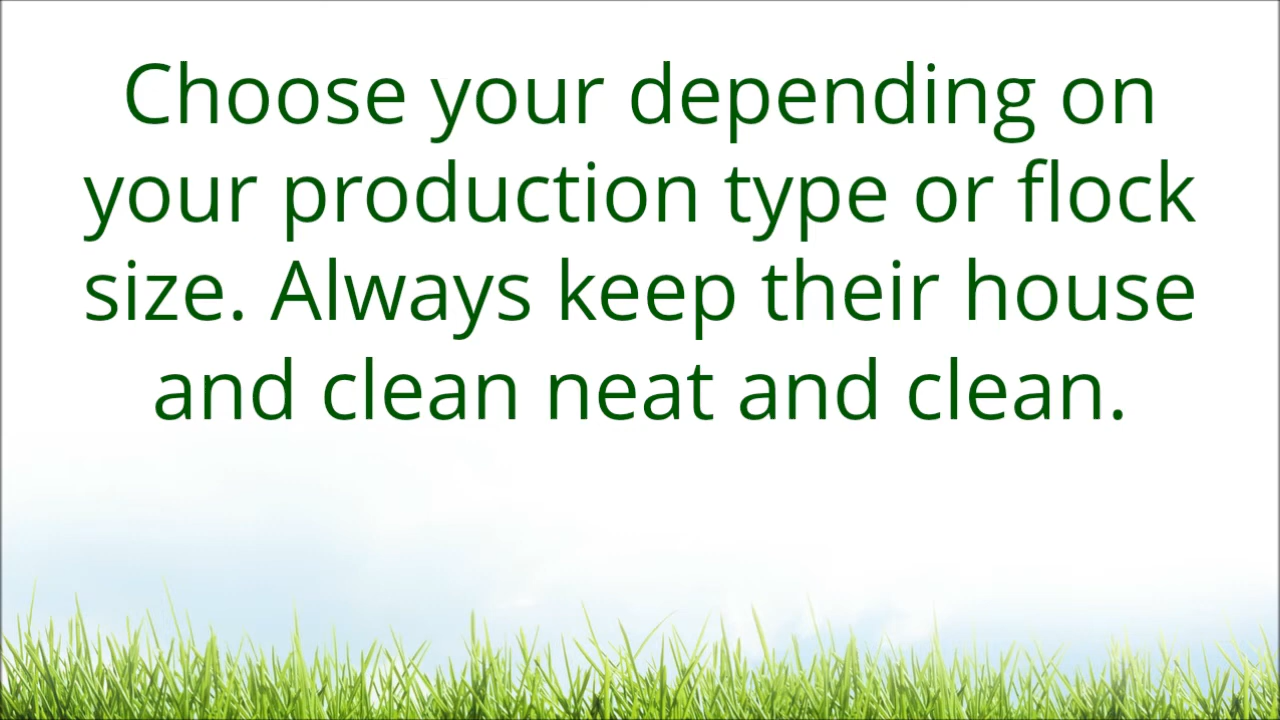 Choose your depending on
your production type or flock
size. Always keep their house
and clean neat and clean.